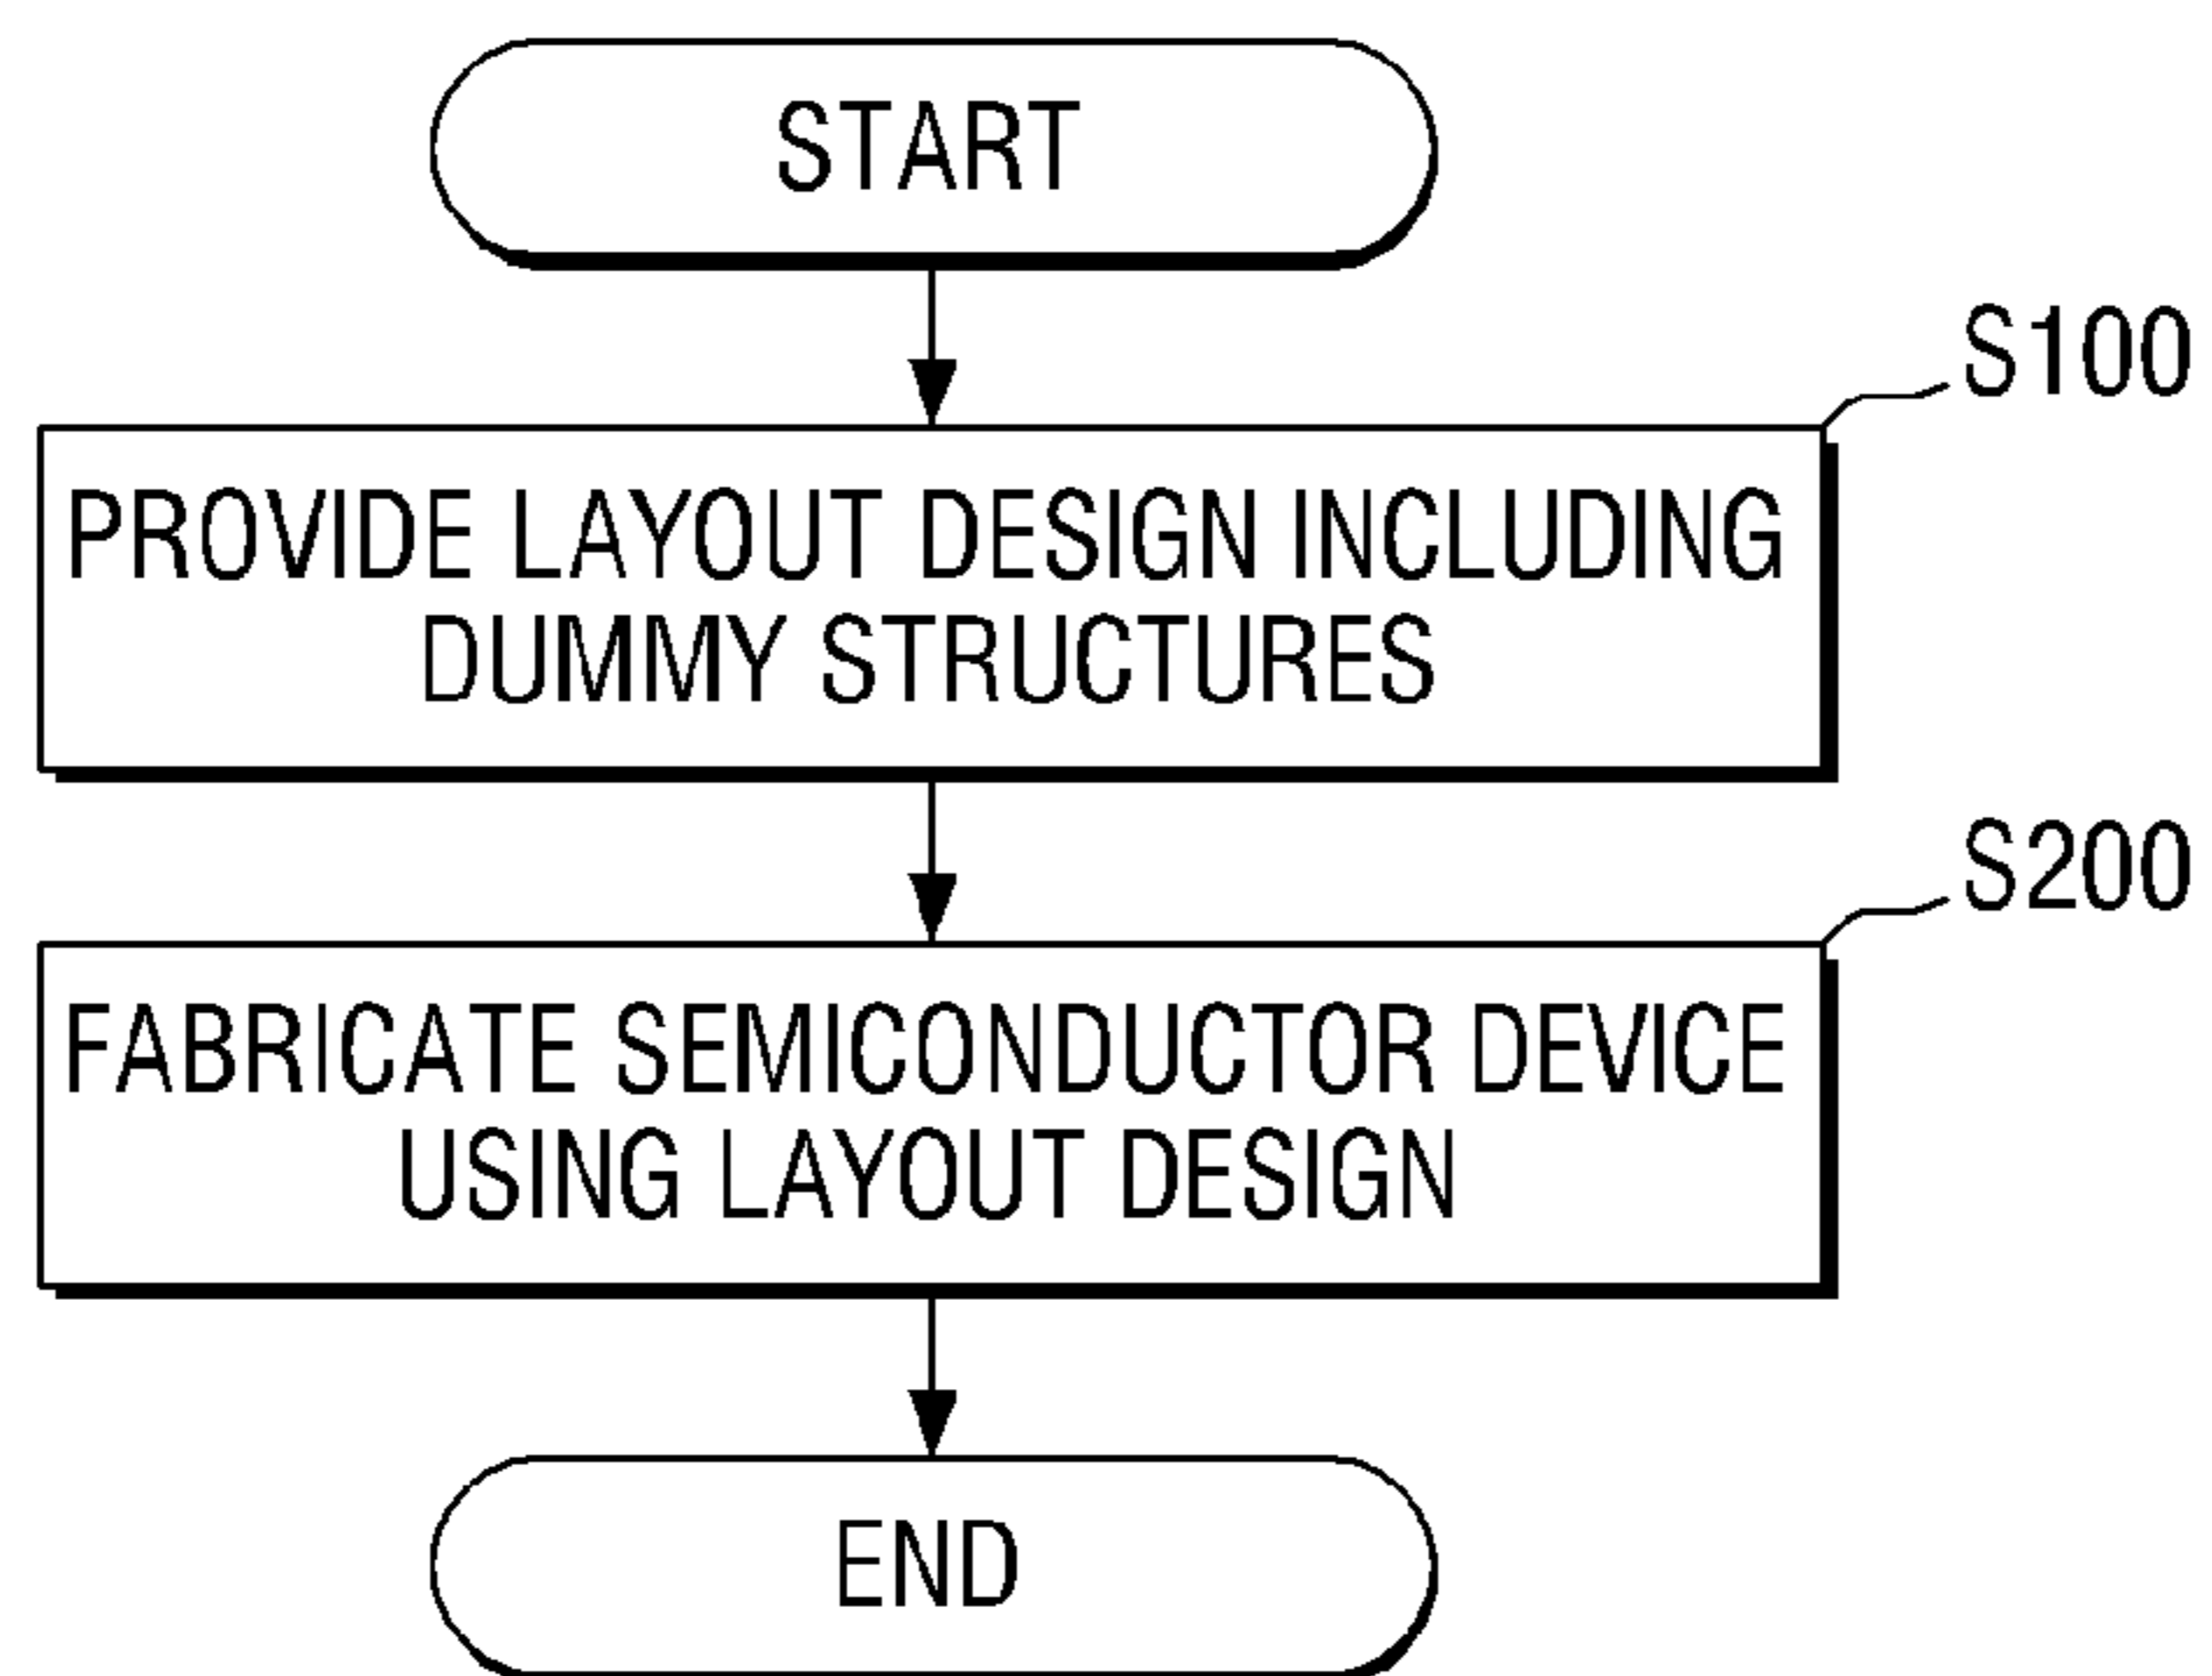 START
S100
PROVIDE LAYOUT DESIGN INCLUDING
DUMMY STRUCTURES
S200
FABRICATE SEMICONDUCTOR DEVICE
USING LAYOUT DESIGN
END